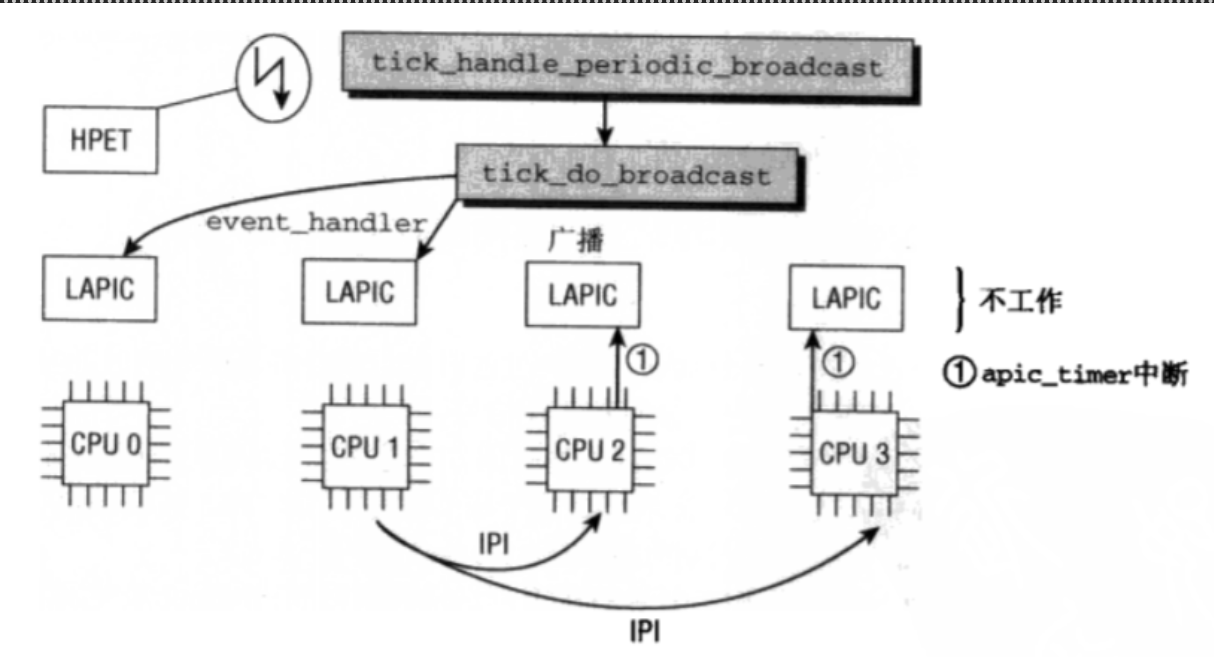 tick_handle_periodic_broadcast
HPET
tick_do_broadcast
event_handler
广播
LAPIC
LAPIC
LAPIC
LAPIC
不工作
①
①
①apic_timer中断
CPU 0
CPU 1
CPU 2
CPU 3
IPI
IPI